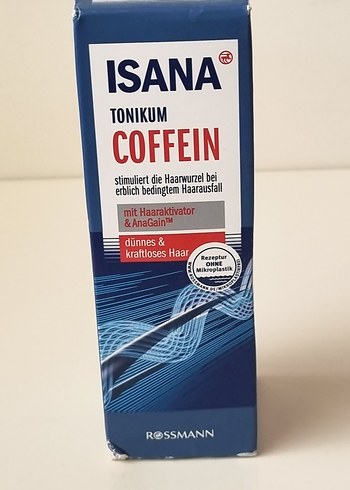 ISANA
TONIKUM
COFFEIN
stimuliert die Haarwurzel bei
erblich bedingtem Haarausfall
mit Haaraktivator
& AnaGain™
dünnes &
kraftloses Haar
Rezeptur
OHNE
Mikroplastik
ROSSMANN